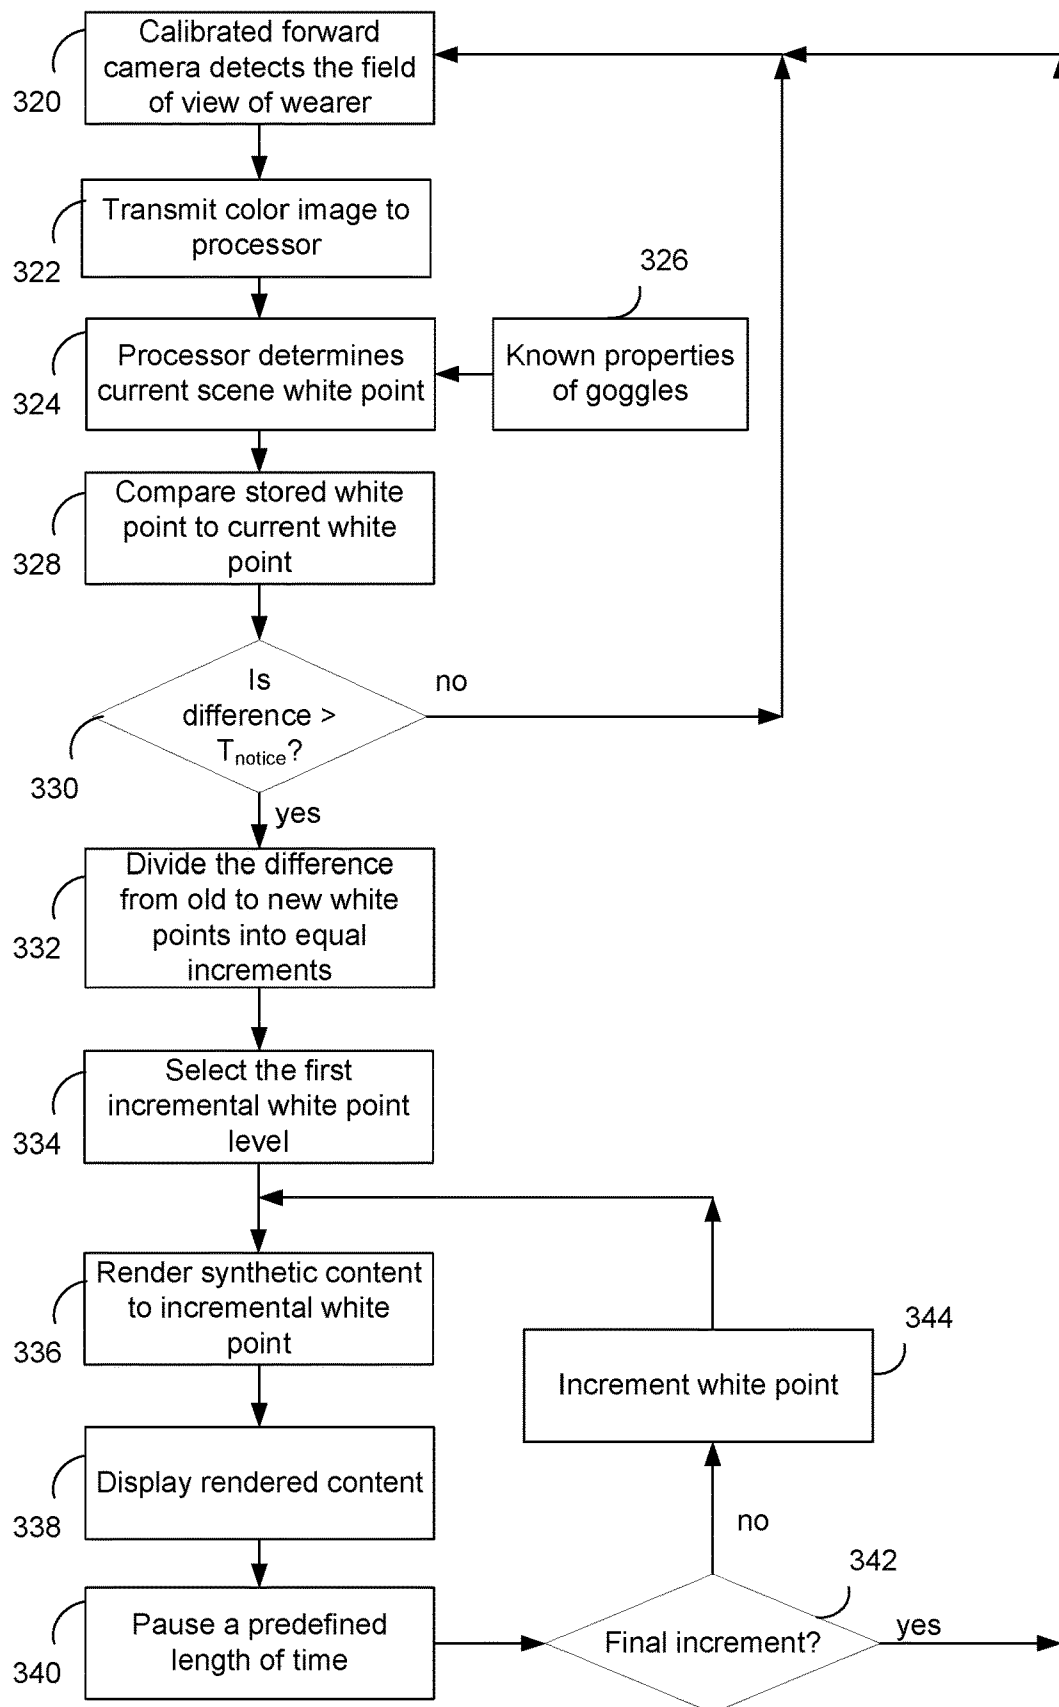 Calibrated forward
camera detects the field
of view of wearer
320
Transmit color image to
processor
322
326
Processor determines
current scene white point
324
Known properties
of goggles
Compare stored white
point to current white
point
328
Is
difference >
Tnotice?
no
330
yes
Divide the difference
from old to new white
points into equal
increments
332
Select the first
incremental white point
level
334
Render synthetic content
to incremental white
point
336
344
Increment white point
Display rendered content
338
no
342
Pause a predefined
length of time
340
Final increment?
yes